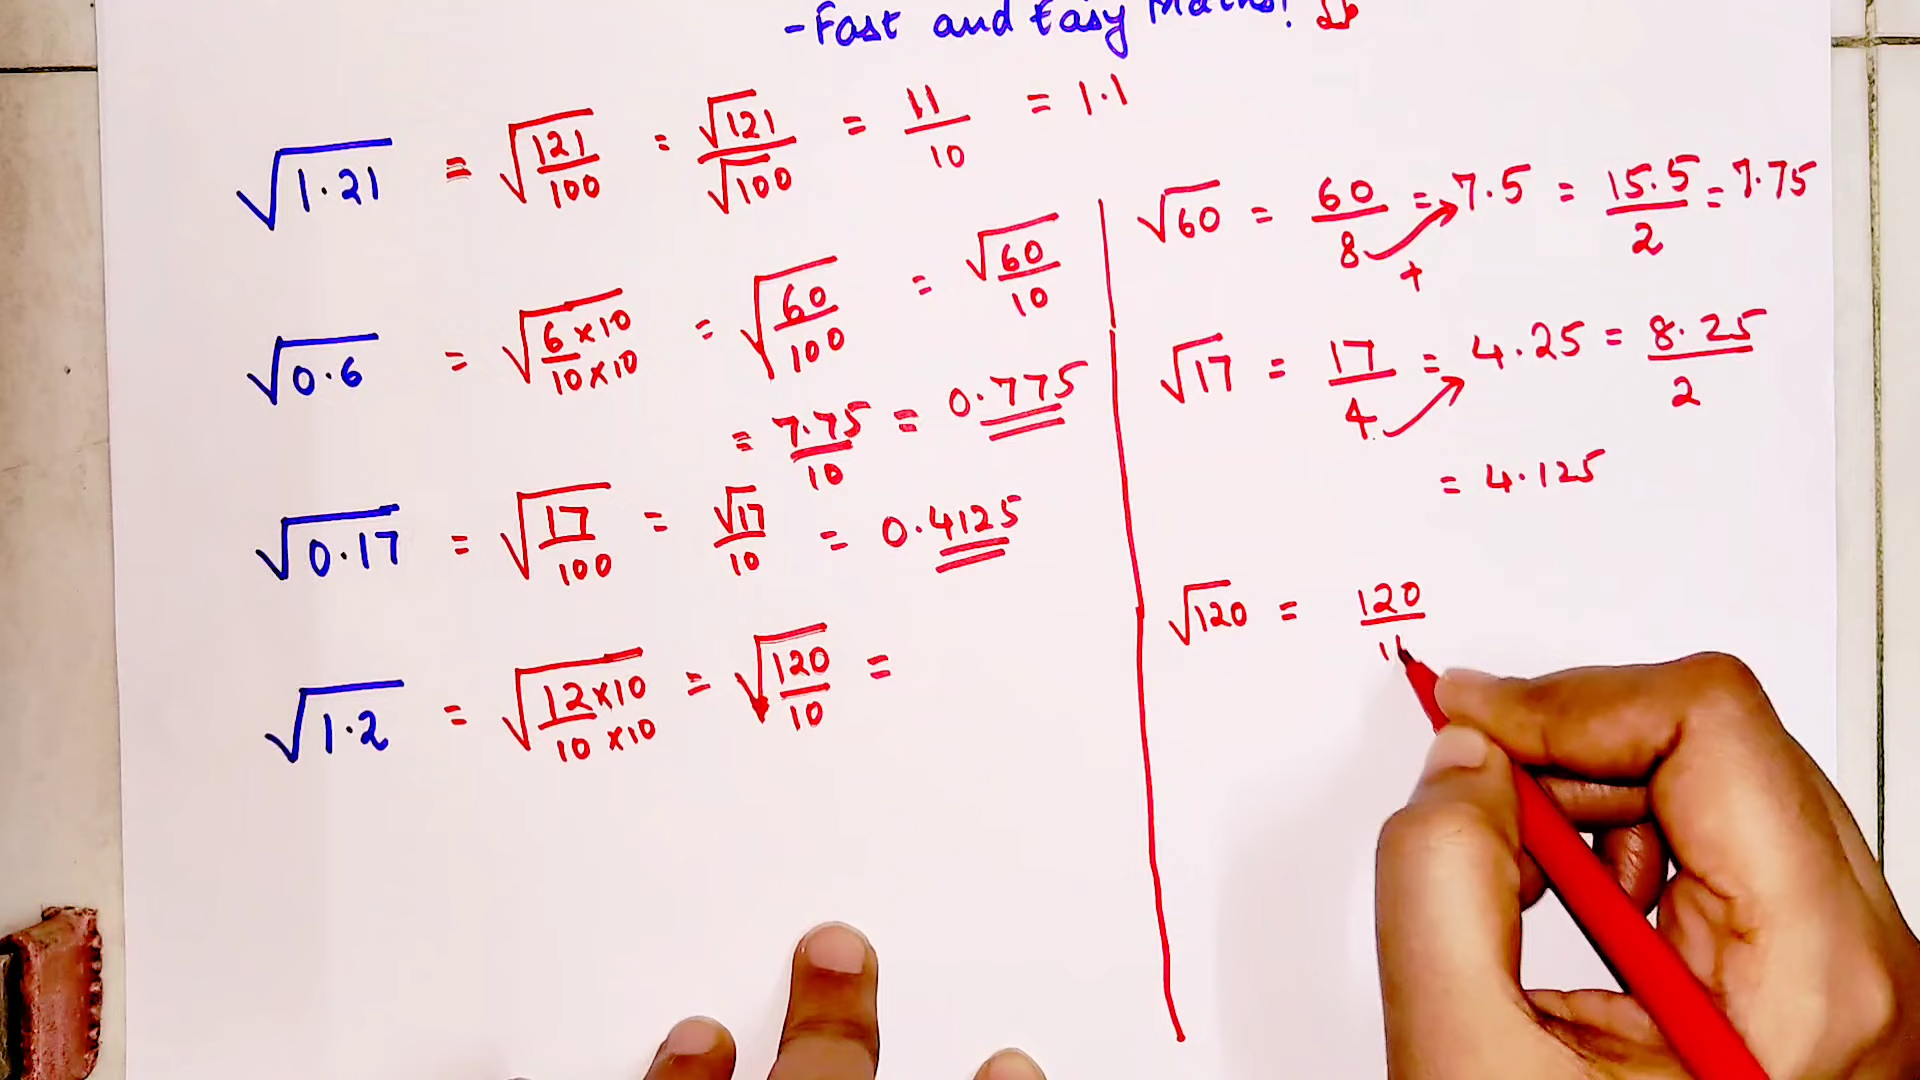 -Fast and Easy Maths!
√1.21 = √(121/100) = √121/√100 = 11/10 = 1.1
√0.6 = √(6×10/10×10) = √(60/100) = √60/10
= 7.75/10 = 0.775
√0.17 = √(17/100) = √17/10 = 0.4125
√1.2 = √(12×10/10×10) = √(120/10) =
√60 = 60/8 = 7.5 = 15.5/2 = 7.75
+
√17 = 17/4 = 4.25 = 8.25/2
= 4.125
√120 = 120/11